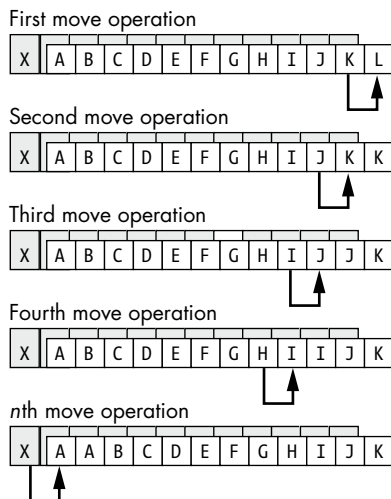 First move operation
X A B C D E F G H I J K L
Second move operation
X A B C D E F G H I J K K
Third move operation
X A B C D E F G H I J J K
Fourth move operation
X A B C D E F G H I I J K
nth move operation
X A A B C D E F G H I J K